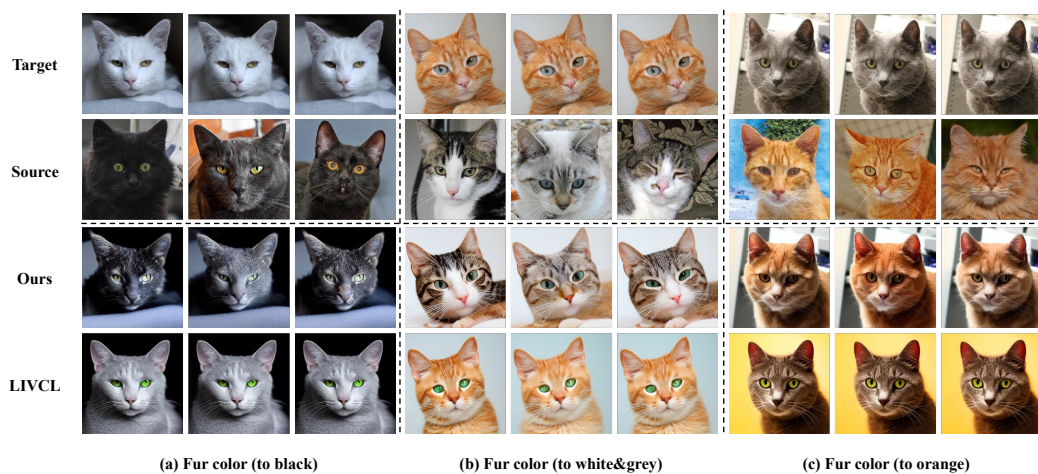 Target
Source
Ours
LIVCL
(a) Fur color (to black)
(b) Fur color (to white&grey)
(c) Fur color (to orange)